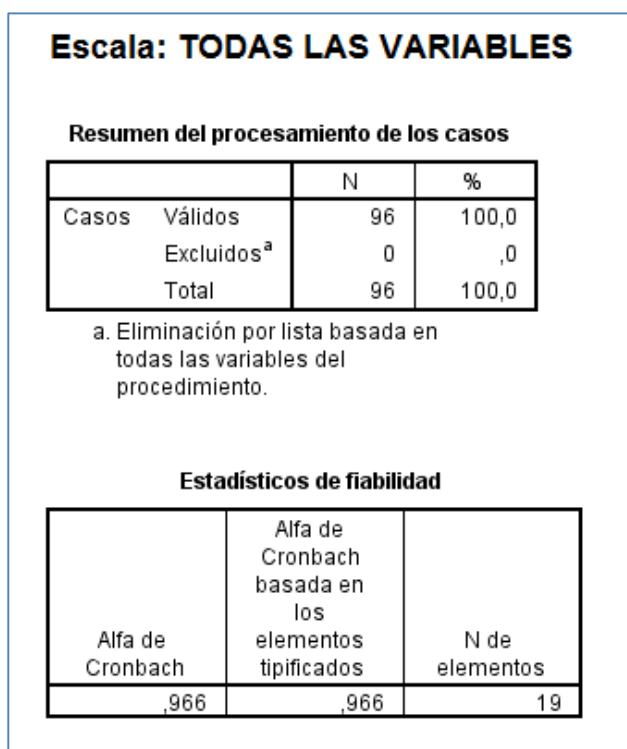 Escala: TODAS LAS VARIABLES
Resumen del procesamiento de los casos
N %
Casos Válidos 96 100,0
Excluidosa 0 ,0
Total 96 100,0
a. Eliminación por lista basada en
todas las variables del
procedimiento.
Estadísticos de fiabilidad
Alfa de
Cronbach
Alfa de
Cronbach
basada en
los
elementos
tipificados
N de
elementos
,966 ,966 19